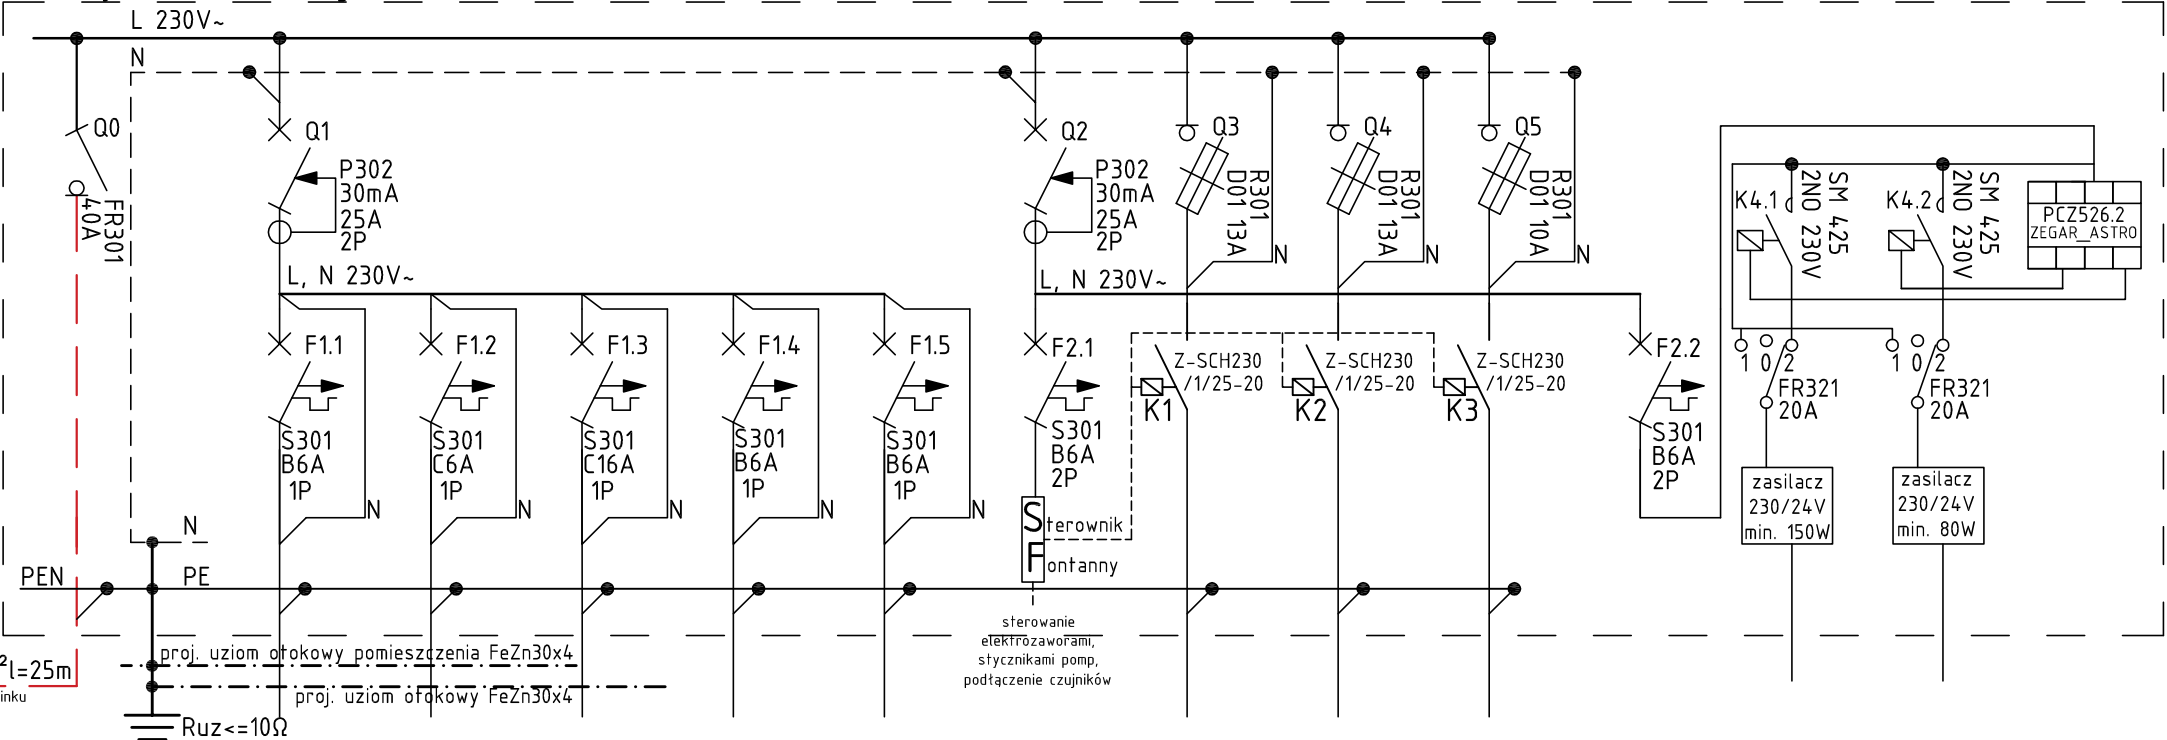 L 230V~
N
Q0
FR301
40A
Q1
P302
30mA
25A
2P
L, N 230V~
Q2
P302
30mA
25A
2P
L, N 230V~
Q3
R301
D01 13A
N
Q4
R301
D01 13A
N
Q5
R301
D01 10A
N
K4.1
SM 425
2NO 230V
K4.2
SM 425
2NO 230V
PCZ526.2
ZEGAR_ASTRO
F1.1
S301
B6A
1P
N
F1.2
S301
C6A
1P
N
F1.3
S301
C16A
1P
N
F1.4
S301
B6A
1P
N
F1.5
S301
B6A
1P
N
F2.1
S301
B6A
2P
Z-SCH230
/1/25-20
K1
Z-SCH230
/1/25-20
K2
Z-SCH230
/1/25-20
K3
F2.2
S301
B6A
2P
1 0 2
FR321
20A
1 0 2
FR321
20A
zasilacz
230/24V
min. 150W
zasilacz
230/24V
min. 80W
Sterownik
Fontanny
sterowanie
elektrozaworami,
stycznikami pomp,
podłączenie czujników
N
PEN
PE
proj. uziom otokowy pomieszczenia FeZn30x4
²l=25m
inku
proj. uziom otokowy FeZn30x4
Ruz<=10Ω